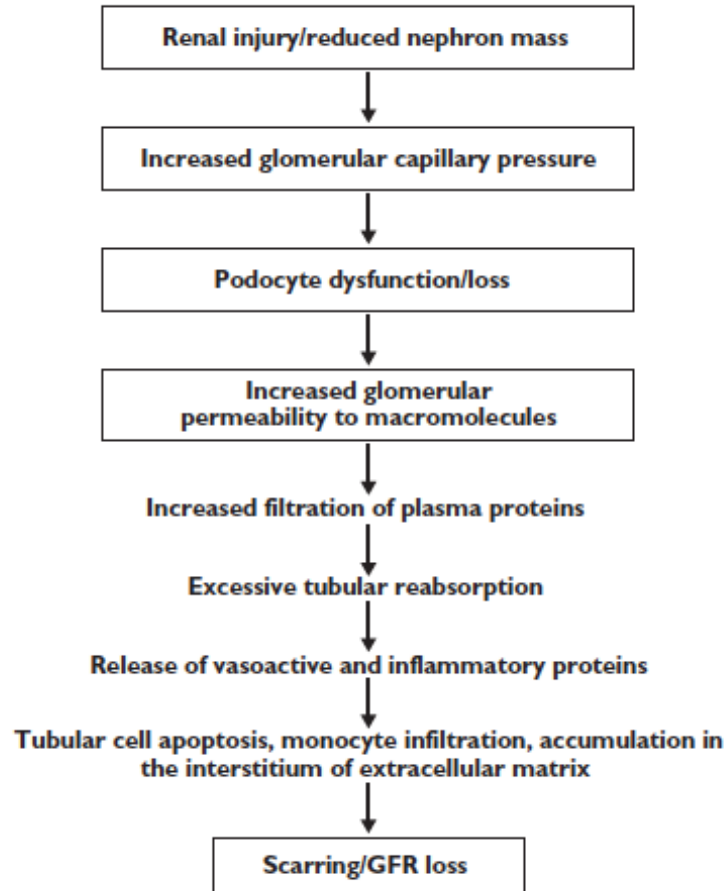 Renal injury/reduced nephron mass
Increased glomerular capillary pressure
Podocyte dysfunction/loss
Increased glomerular
permeability to macromolecules
Increased filtration of plasma proteins
Excessive tubular reabsorption
Release of vasoactive and inflammatory proteins
Tubular cell apoptosis, monocyte infiltration, accumulation in
the interstitium of extracellular matrix
Scarring/GFR loss